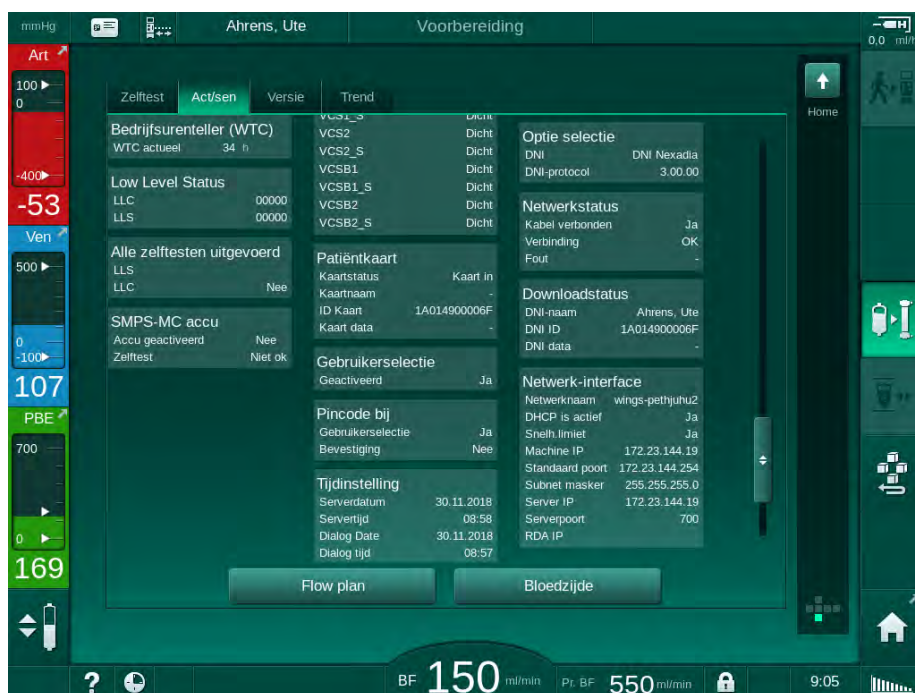 mmHg
Ahrens, Ute
Voorbereiding
0,0 ml/h
Art
100
0
-400
-53
Ven
500
0
-100
107
PBE
700
0
169
Zelftest
Act/sen
Versie
Trend
Home
Bedrijfsurenteller (WTC)
WTC actueel 34 h
Low Level Status
LLC 00000
LLS 00000
Alle zelftesten uitgevoerd
LLS
LLC Nee
SMPS-MC accu
Accu geactiveerd Nee
Zelftest Niet ok
VCS1_S Dicht
VCS2 Dicht
VCS2_S Dicht
VCSB1 Dicht
VCSB1_S Dicht
VCSB2 Dicht
VCSB2_S Dicht
Patiëntkaart
Kaartstatus Kaart in
Kaartnaam -
ID Kaart 1A014900006F
Kaart data -
Gebruikerselectie
Geactiveerd Ja
Pincode bij
Gebruikerselectie Ja
Bevestiging Nee
Tijdinstelling
Serverdatum 30.11.2018
Servertijd 08:58
Dialog Date 30.11.2018
Dialog tijd 08:57
Optie selectie
DNI DNI Nexadia
DNI-protocol 3.00.00
Netwerkstatus
Kabel verbonden Ja
Verbinding OK
Fout -
Downloadstatus
DNI-naam Ahrens, Ute
DNI ID 1A014900006F
DNI data -
Netwerk-interface
Netwerknaam wings-pethjuhu2
DHCP is actief Ja
Snelh.limiet Ja
Machine IP 172.23.144.19
Standaard poort 172.23.144.254
Subnet masker 255.255.255.0
Server IP 172.23.144.19
Serverpoort 700
RDA IP
Flow plan
Bloedzijde
?
BF 150 ml/min
Pr. BF 550 ml/min
9:05